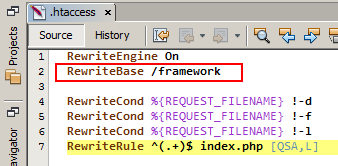 .htaccess
Projects
Navigator
Source
History
1 RewriteEngine On
2 RewriteBase /framework
4 RewriteCond %{REQUEST_FILENAME} !-d
5 RewriteCond %{REQUEST_FILENAME} !-f
6 RewriteCond %{REQUEST_FILENAME} !-l
7 RewriteRule ^(.+)$ index.php [QSA,L]